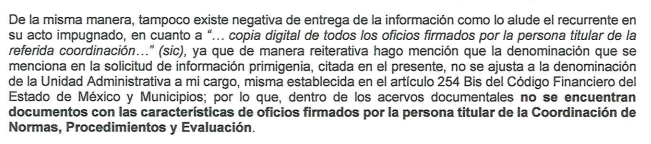 De la misma manera, tampoco existe negativa de entrega de la información como lo alude el recurrente en
su acto impugnado, en cuanto a “… copia digital de todos los oficios firmados por la persona titular de la
referida coordinación…” (sic), ya que de manera reiterativa hago mención que la denominación que se
menciona en la solicitud de información primigenia, citada en el presente, no se ajusta a la denominación
de la Unidad Administrativa a mi cargo, misma establecida en el artículo 254 Bis del Código Financiero del
Estado de México y Municipios; por lo que, dentro de los acervos documentales no se encuentran
documentos con las características de oficios firmados por la persona titular de la Coordinación de
Normas, Procedimientos y Evaluación.